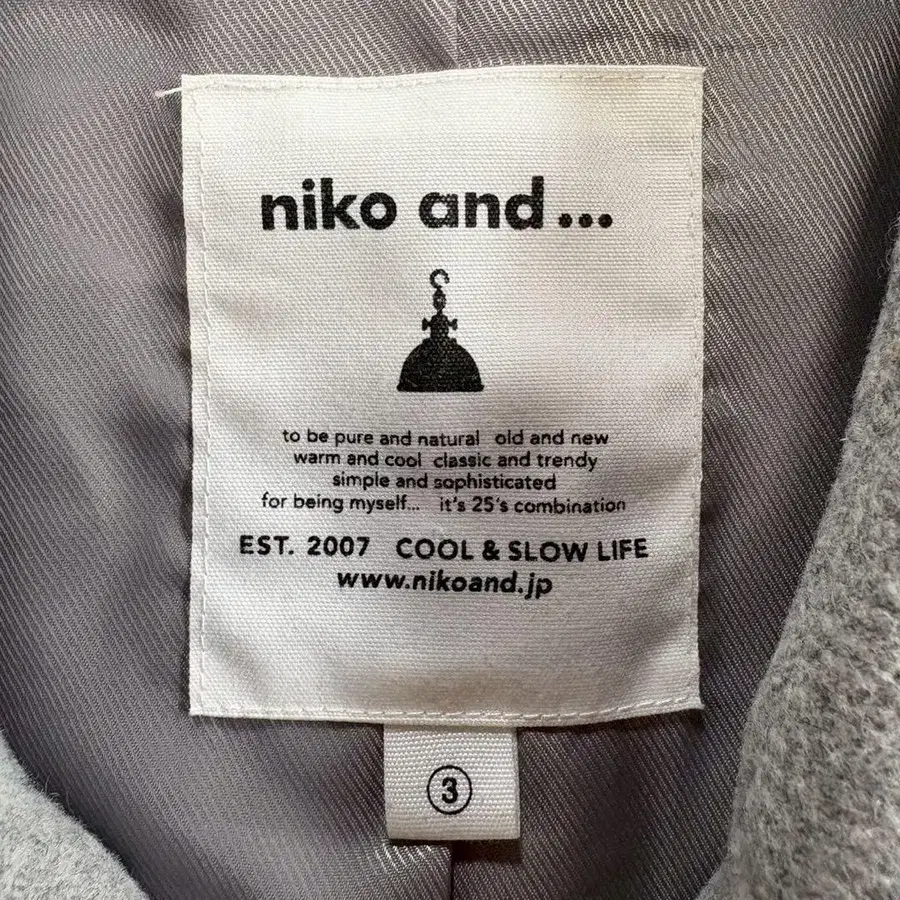 niko and...
to be pure and natural old and new
warm and cool classic and trendy
simple and sophisticated
for being myself... it's 25's combination
EST. 2007 COOL & SLOW LIFE
www.nikoand.jp
3